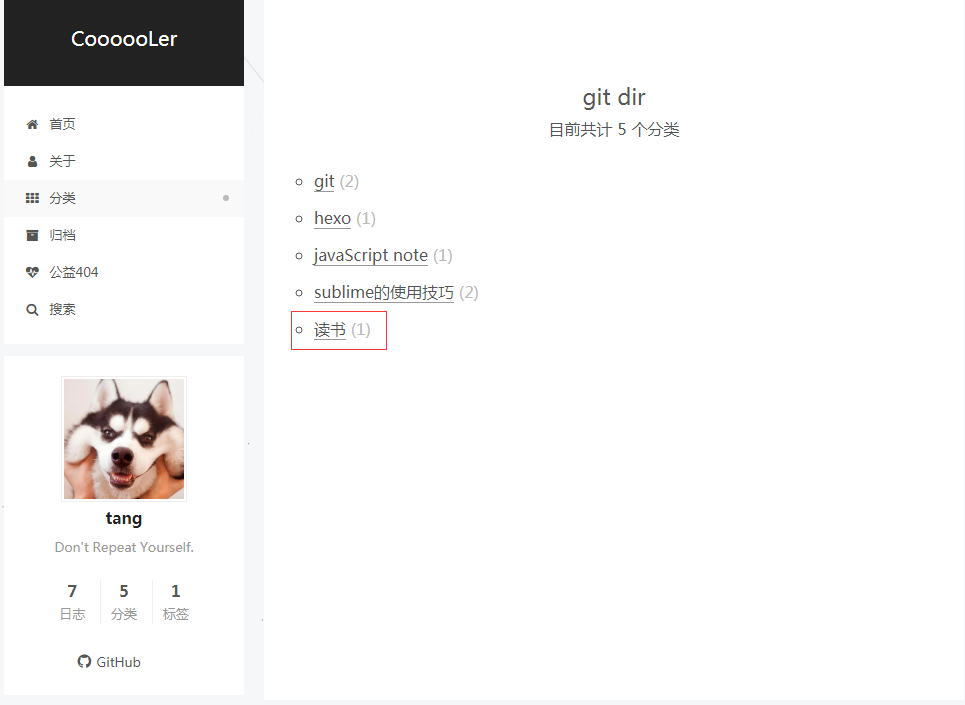 CoooooLer
首页
关于
分类
归档
公益404
搜索
tang
Don't Repeat Yourself.
7 5 1
日志 分类 标签
GitHub
git dir
目前共计 5 个分类
git (2)
hexo (1)
javaScript note (1)
sublime的使用技巧 (2)
读书 (1)